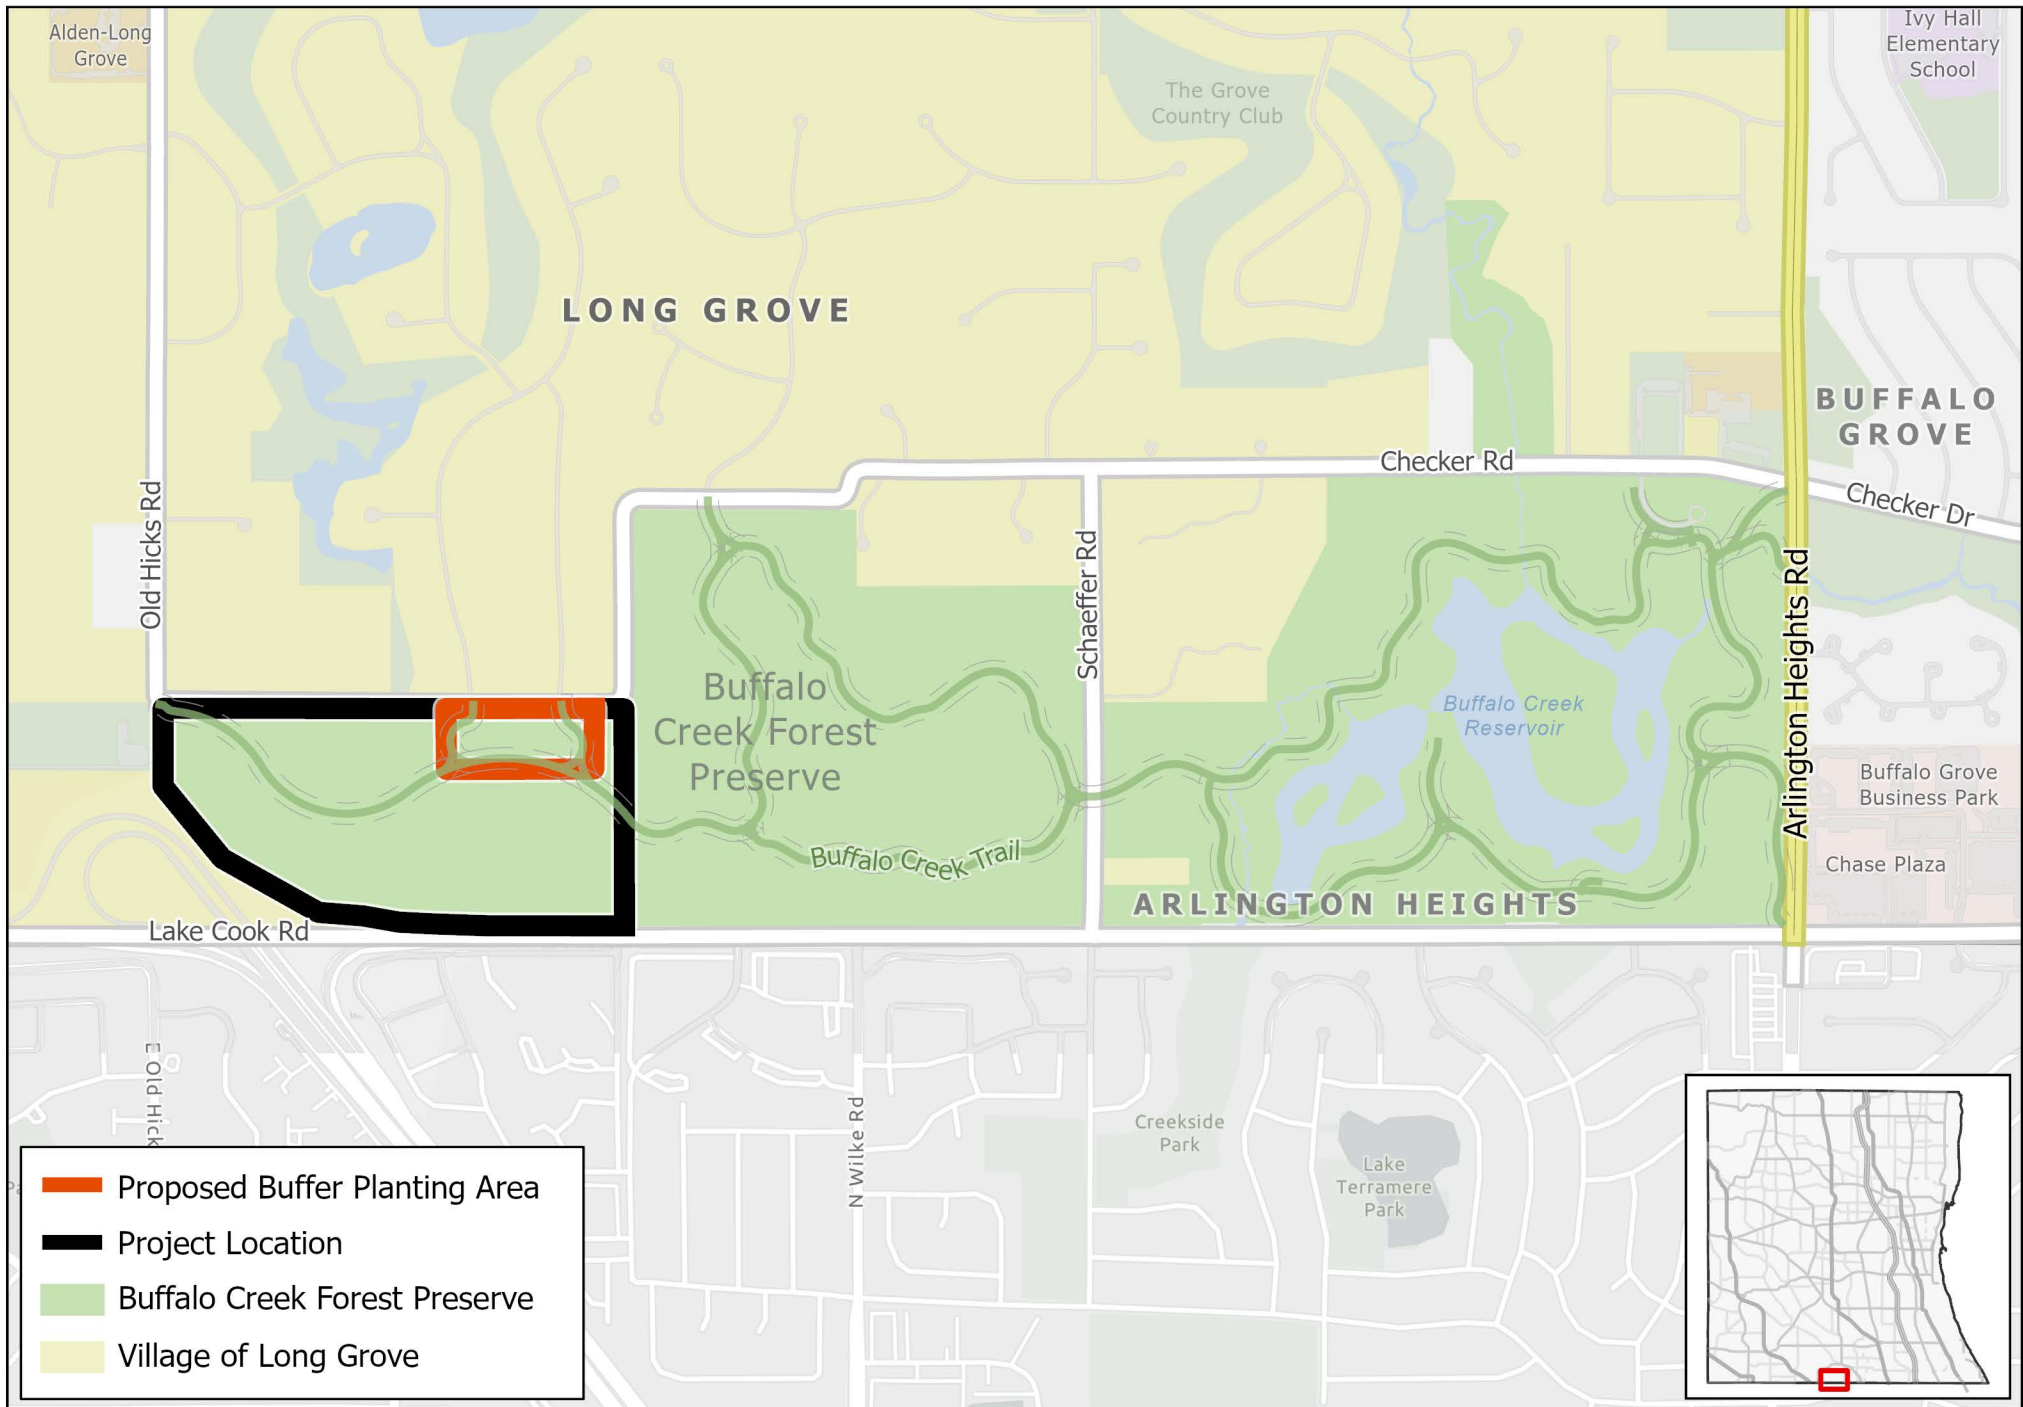 Alden-Long
Grove
The Grove
Country Club
Ivy Hall
Elementary
School
LONG GROVE
BUFFALO
GROVE
Checker Rd
Checker Dr
Old Hicks Rd
Schaeffer Rd
Arlington Heights Rd
Buffalo
Creek Forest
Preserve
Buffalo Creek
Reservoir
Buffalo Grove
Business Park
Chase Plaza
Buffalo Creek Trail
ARLINGTON HEIGHTS
Lake Cook Rd
E Old Hick
N Wilke Rd
Creekside
Park
Lake
Terramere
Park
Proposed Buffer Planting Area
Project Location
Buffalo Creek Forest Preserve
Village of Long Grove